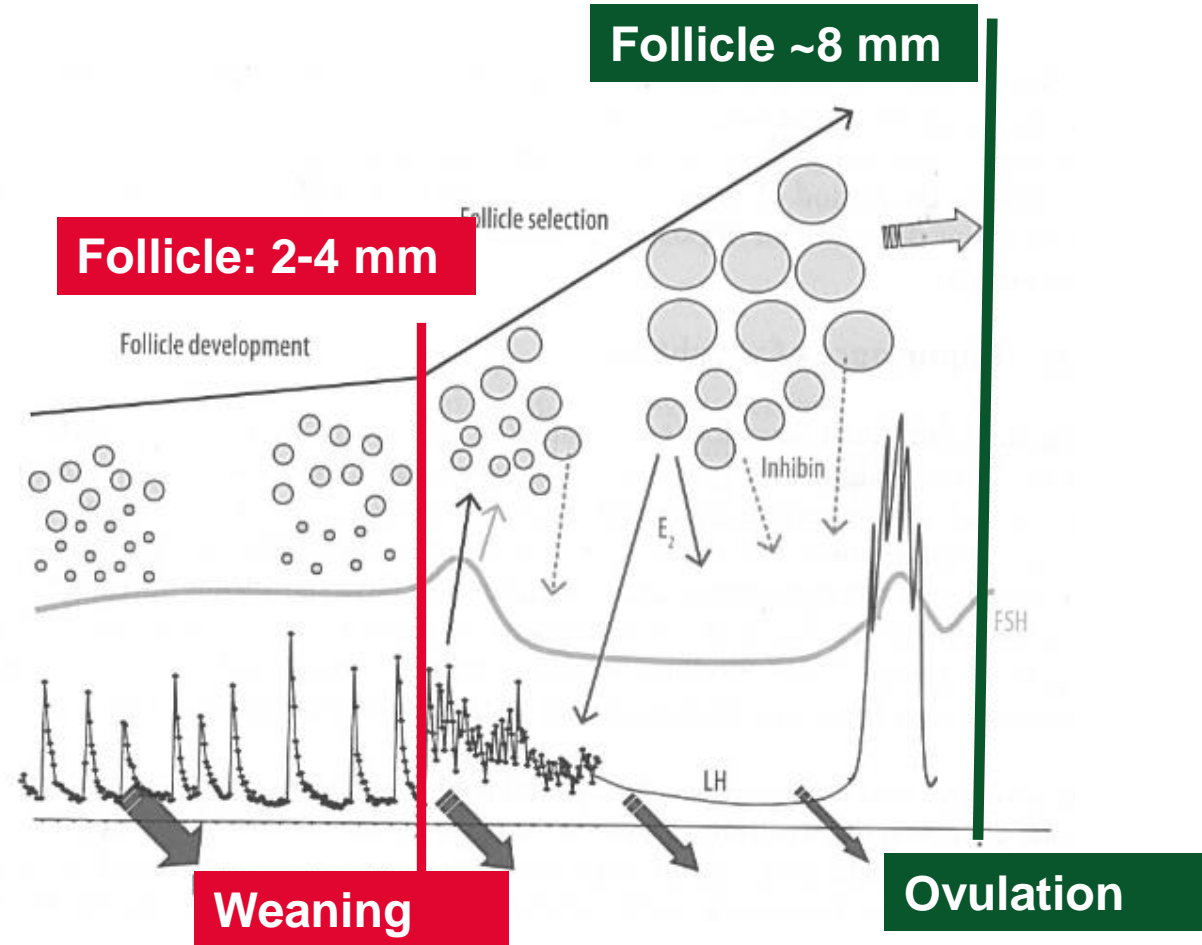 Follicle ~8 mm
Follicle selection
Follicle: 2-4 mm
Follicle development
Inhibin
E2
FSH
LH
Weaning
Ovulation